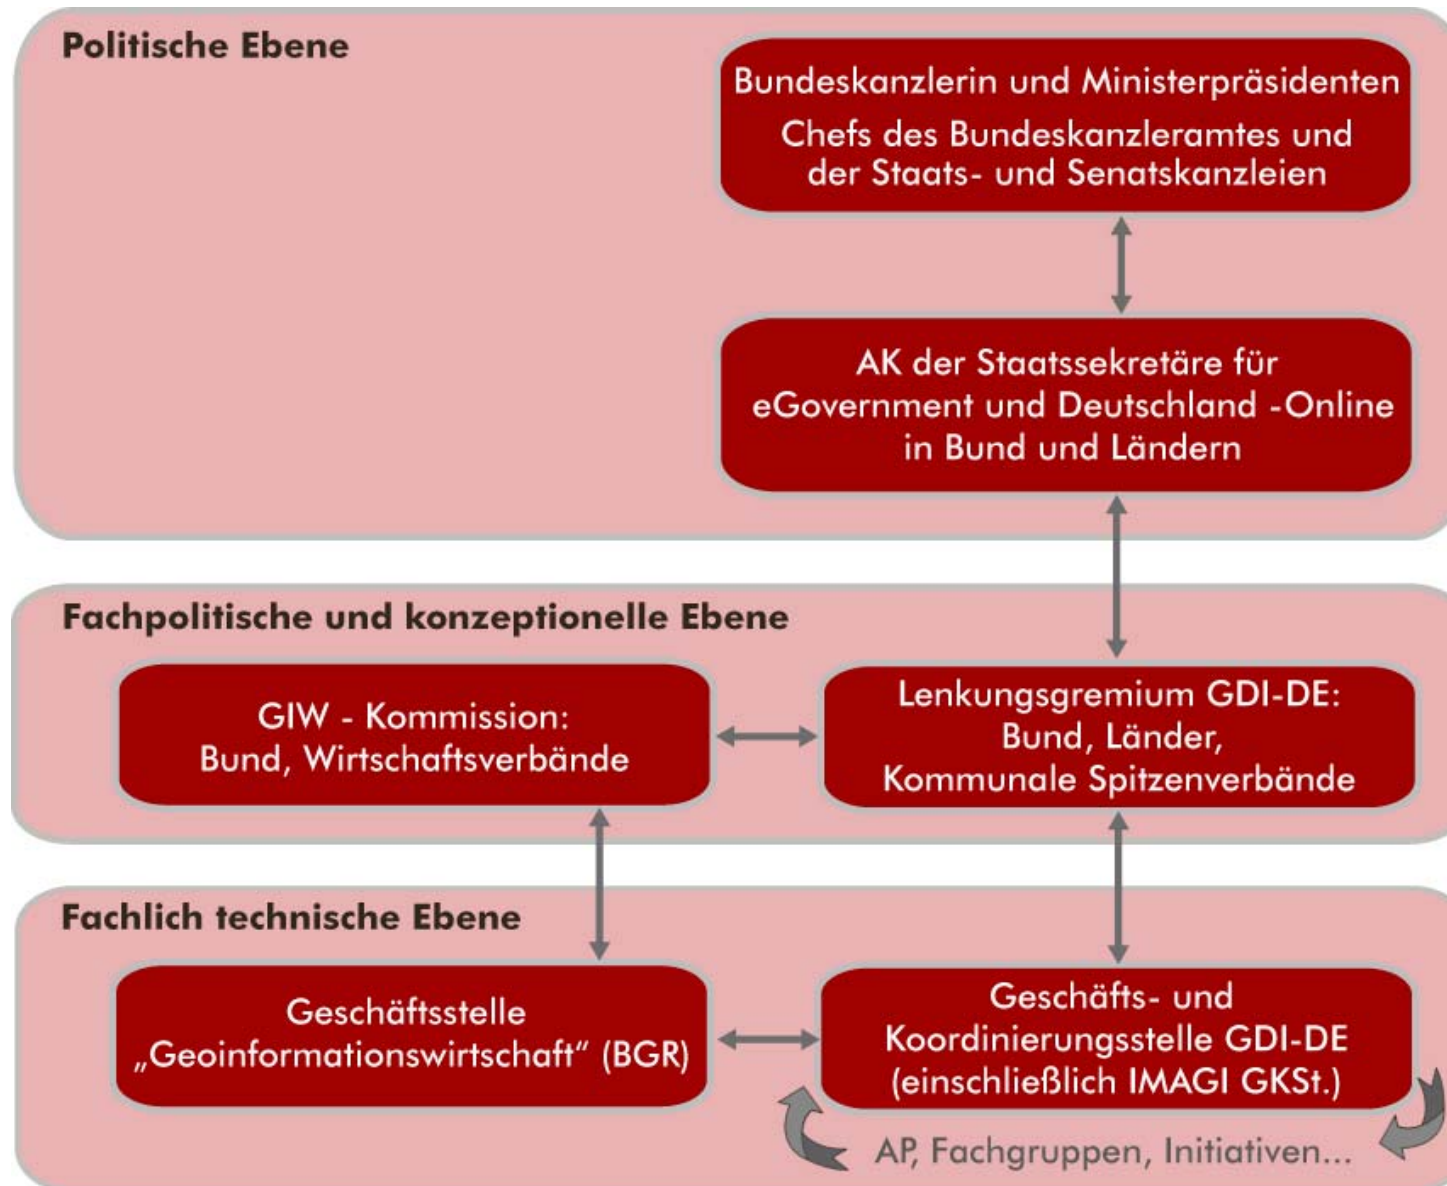 Politische Ebene
Bundeskanzlerin und Ministerpräsidenten
Chefs des Bundeskanzleramtes und
der Staats- und Senatskanzleien
AK der Staatssekretäre für
eGovernment und Deutschland -Online
in Bund und Ländern
Fachpolitische und konzeptionelle Ebene
GIW - Kommission:
Bund, Wirtschaftsverbände
Lenkungsgremium GDI-DE:
Bund, Länder,
Kommunale Spitzenverbände
Fachlich technische Ebene
Geschäftsstelle
„Geoinformationswirtschaft“ (BGR)
Geschäfts- und
Koordinierungsstelle GDI-DE
(einschließlich IMAGI GKSt.)
AP, Fachgruppen, Initiativen...